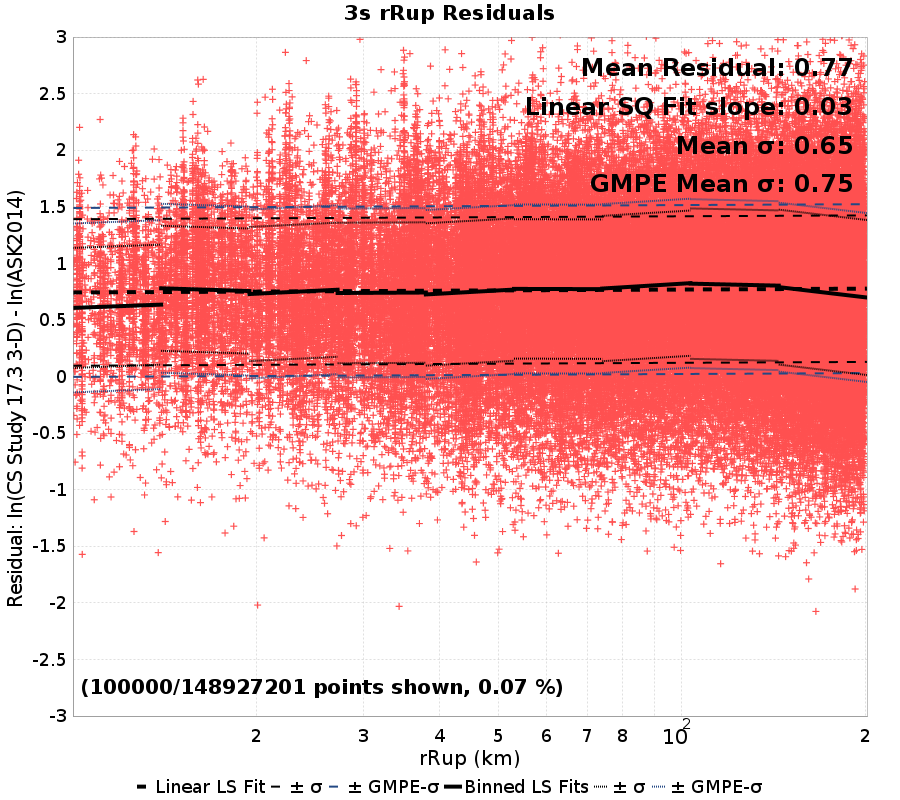 3s rRup Residuals
Mean Residual: 0.77
Linear SQ Fit slope: 0.03
Mean σ: 0.65
GMPE Mean σ: 0.75
Residual: ln(CS Study 17.3 3-D) - ln(ASK2014)
3
2.5
2
1.5
1
0.5
0
-0.5
-1
-1.5
-2
-2.5
-3
(100000/148927201 points shown, 0.07 %)
2 3 4 5 6 7 8 10² 2
rRup (km)
Linear LS Fit ± σ ± GMPE-σ Binned LS Fits ± σ ± GMPE-σ